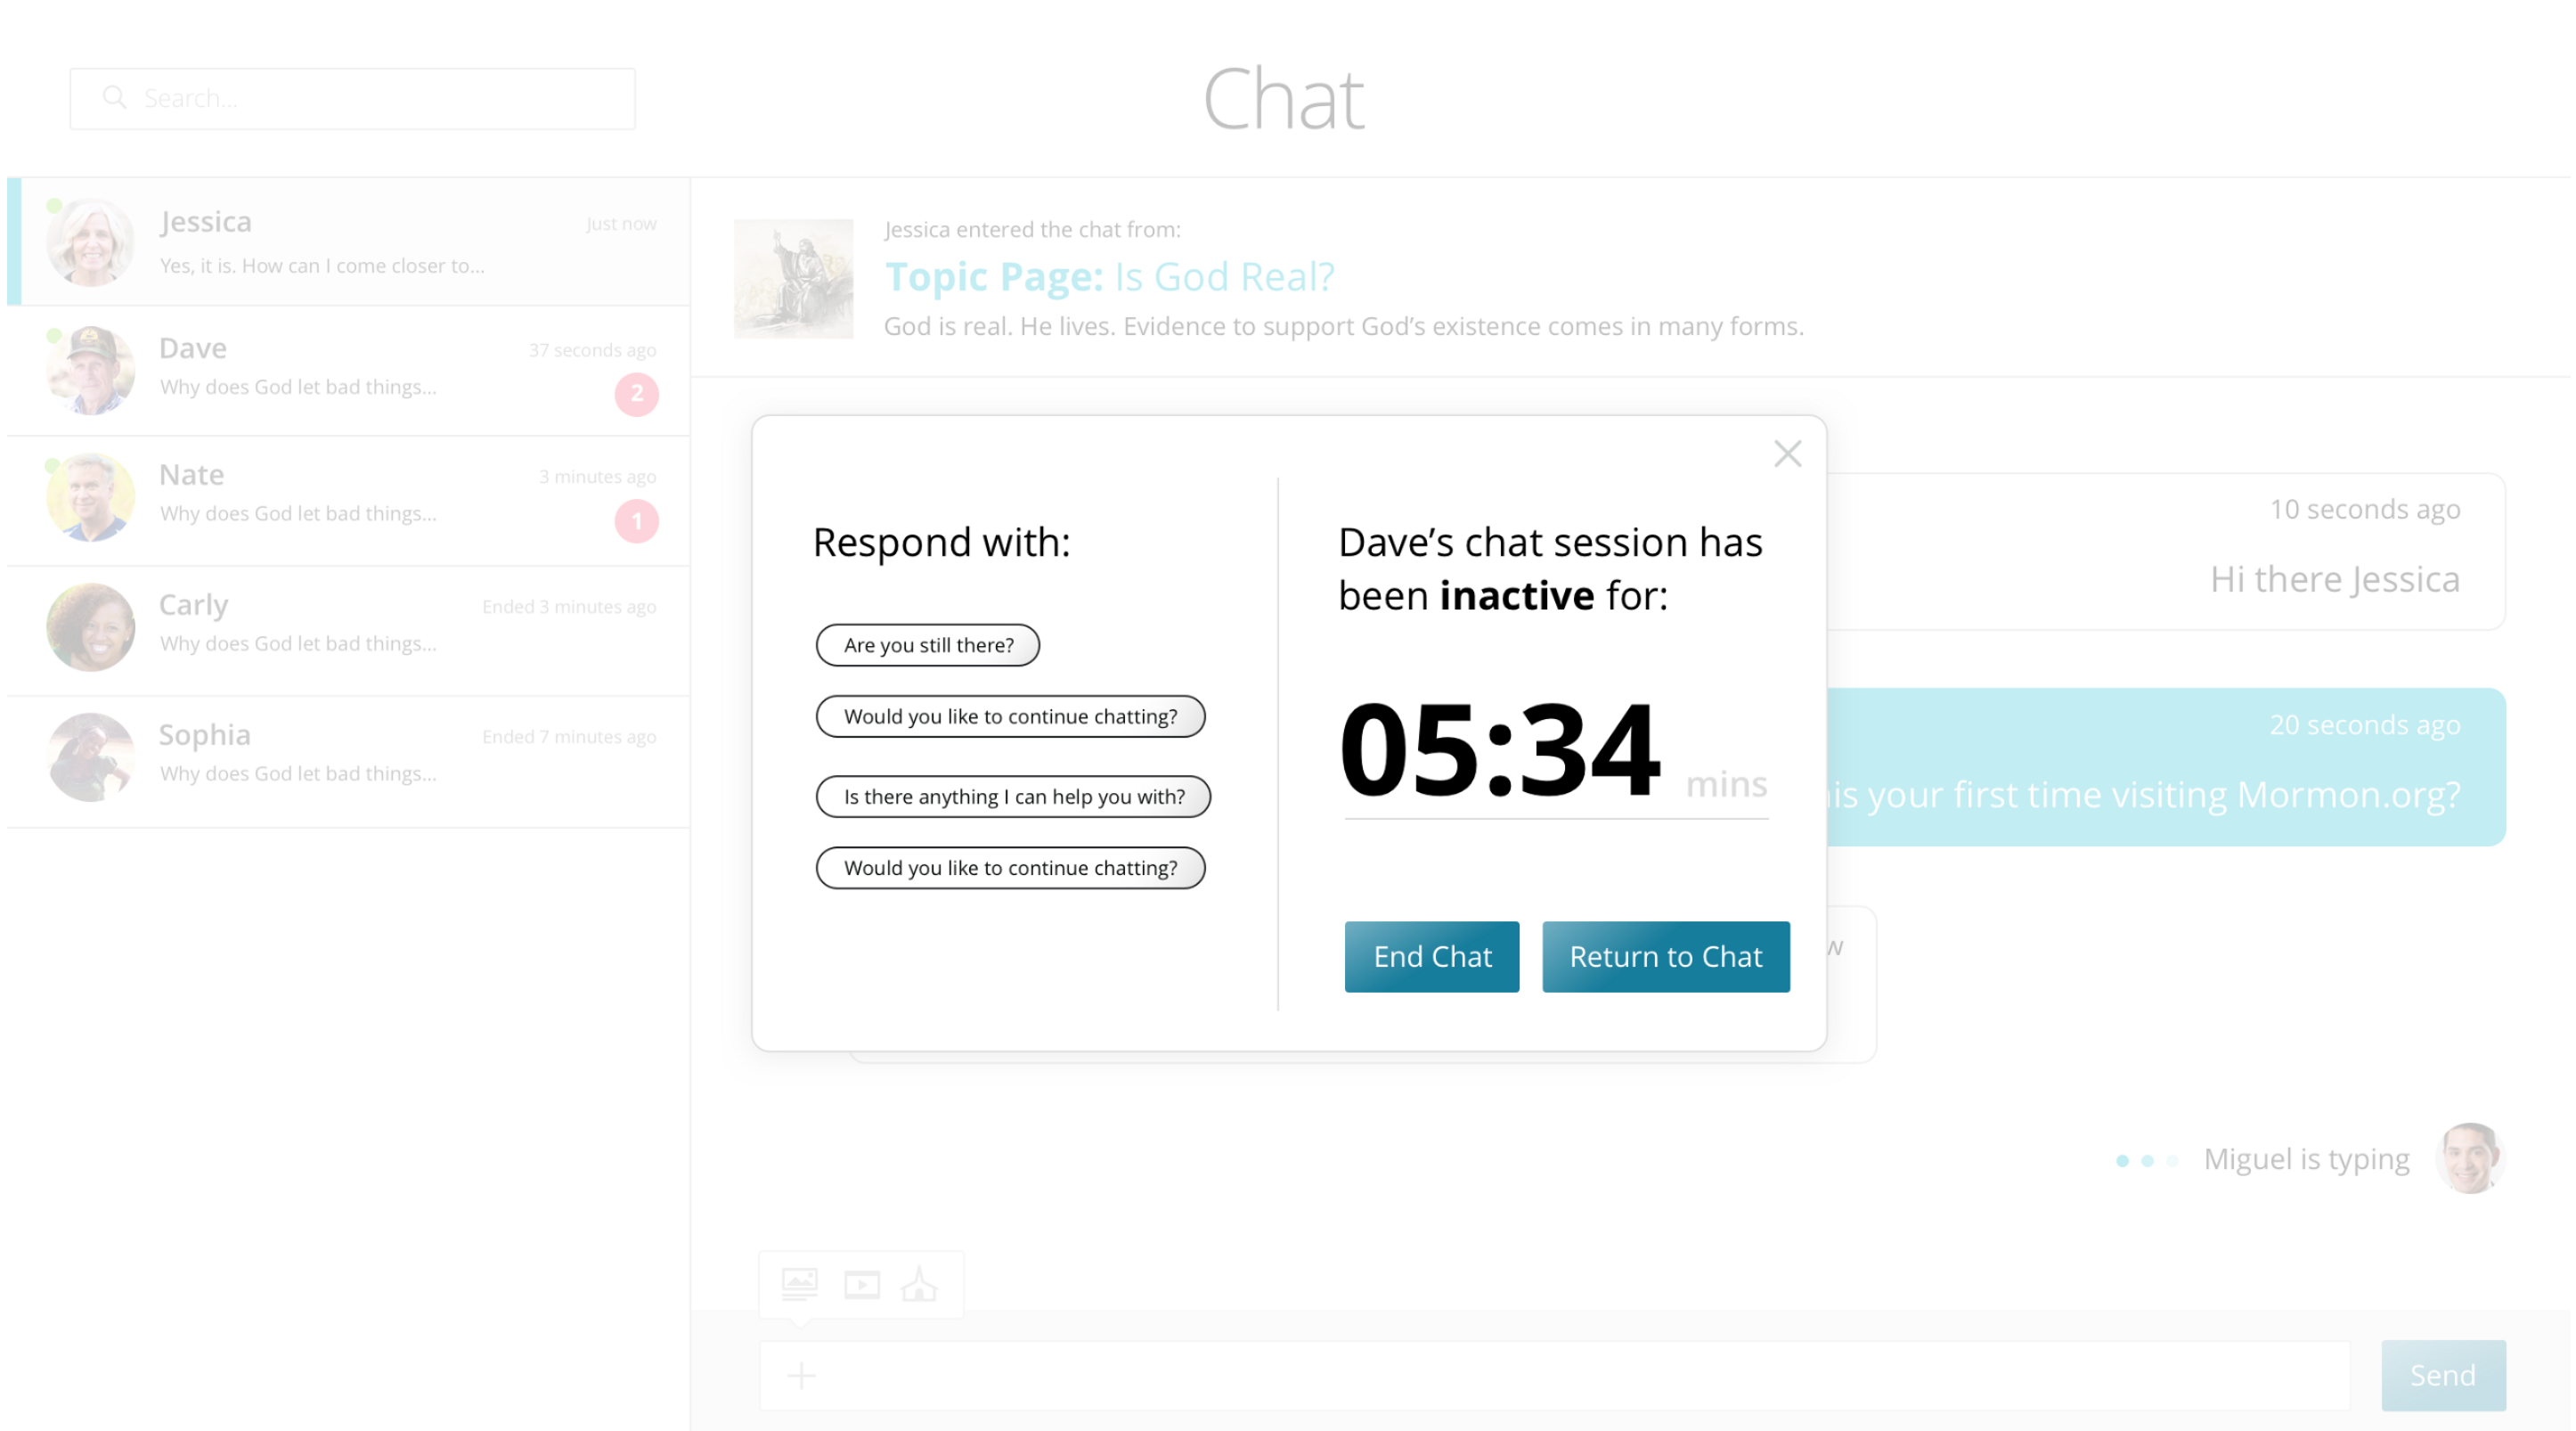 Search...
Chat
Jessica
Just now
Yes, it is. How can I come closer to...
Dave
37 seconds ago
Why does God let bad things...
2
Nate
3 minutes ago
Why does God let bad things...
1
Carly
Ended 3 minutes ago
Why does God let bad things...
Sophia
Ended 7 minutes ago
Why does God let bad things...
Jessica entered the chat from:
Topic Page: Is God Real?
God is real. He lives. Evidence to support God’s existence comes in many forms.
Respond with:
Are you still there?
Would you like to continue chatting?
Is there anything I can help you with?
Would you like to continue chatting?
Dave’s chat session has
been inactive for:
05:34 mins
End Chat
Return to Chat
10 seconds ago
Hi there Jessica
20 seconds ago
your first time visiting Mormon.org?
Miguel is typing
Send